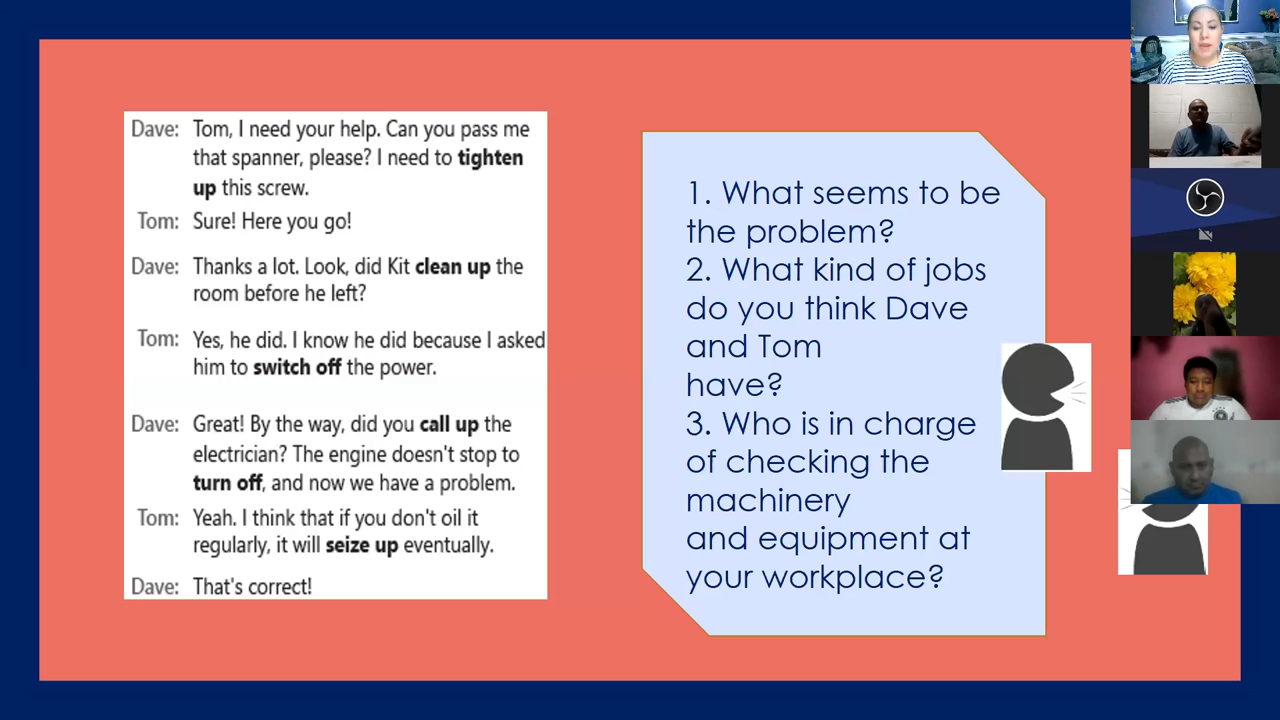 Dave: Tom, I need your help. Can you pass me
that spanner, please? I need to tighten
up this screw.
Tom: Sure! Here you go!
Dave: Thanks a lot. Look, did Kit clean up the
room before he left?
Tom: Yes, he did. I know he did because I asked
him to switch off the power.
Dave: Great! By the way, did you call up the
electrician? The engine doesn't stop to
turn off, and now we have a problem.
Tom: Yeah. I think that if you don't oil it
regularly, it will seize up eventually.
Dave: That's correct!
1. What seems to be
the problem?
2. What kind of jobs
do you think Dave
and Tom
have?
3. Who is in charge
of checking the
machinery
and equipment at
your workplace?